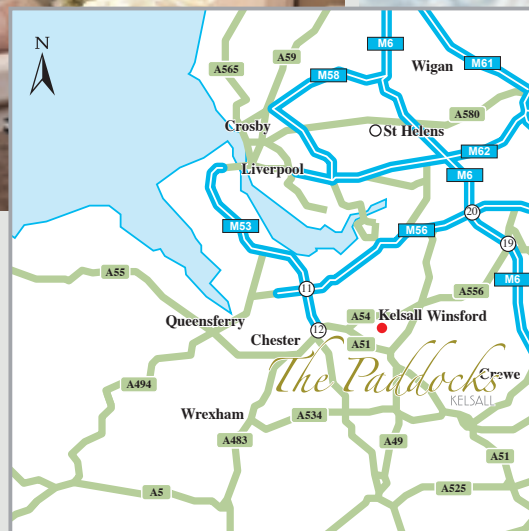 N
M6
A59
Wigan
M61
A565
M58
A580
Crosby
St Helens
M62
Liverpool
M6
20
M53
M56
19
A55
M6
11
A556
A54
Kelsall
Winsford
Queensferry
12
Chester
A51
The Paddocks
KELSALL
Crewe
A494
Wrexham
A534
A483
A49
A51
A5
A525